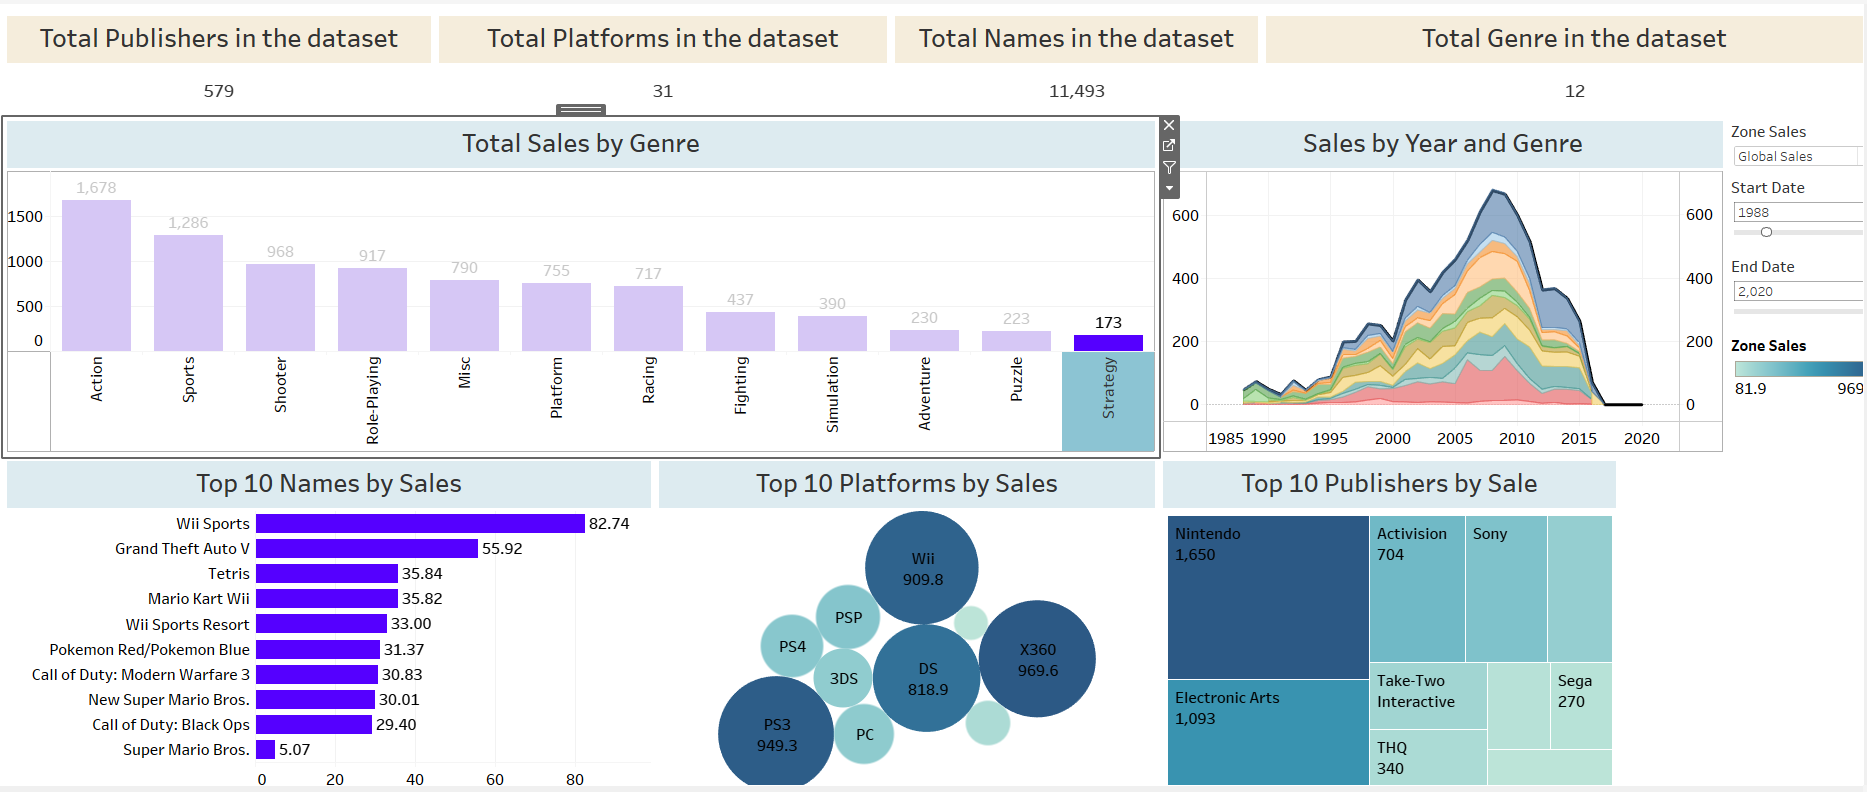 Total Publishers in the dataset
Total Platforms in the dataset
Total Names in the dataset
Total Genre in the dataset
579
31
11,493
12
Total Sales by Genre
1500
1000
500
0
1,678
1,286
968
917
790
755
717
437
390
230
223
173
Action
Sports
Shooter
Role-Playing
Misc
Platform
Racing
Fighting
Simulation
Adventure
Puzzle
Strategy
Sales by Year and Genre
600
400
200
0
600
400
200
0
1985 1990 1995 2000 2005 2010 2015 2020
Zone Sales
Global Sales
Start Date
1988
End Date
2,020
Zone Sales
81.9 969
Top 10 Names by Sales
Wii Sports 82.74
Grand Theft Auto V 55.92
Tetris 35.84
Mario Kart Wii 35.82
Wii Sports Resort 33.00
Pokemon Red/Pokemon Blue 31.37
Call of Duty: Modern Warfare 3 30.83
New Super Mario Bros. 30.01
Call of Duty: Black Ops 29.40
Super Mario Bros. 5.07
0 20 40 60 80
Top 10 Platforms by Sales
Wii
909.8
PSP
PS4
3DS
DS
818.9
X360
969.6
PS3
949.3
PC
Top 10 Publishers by Sale
Nintendo
1,650
Electronic Arts
1,093
Activision
704
Sony
Take-Two
Interactive
THQ
340
Sega
270